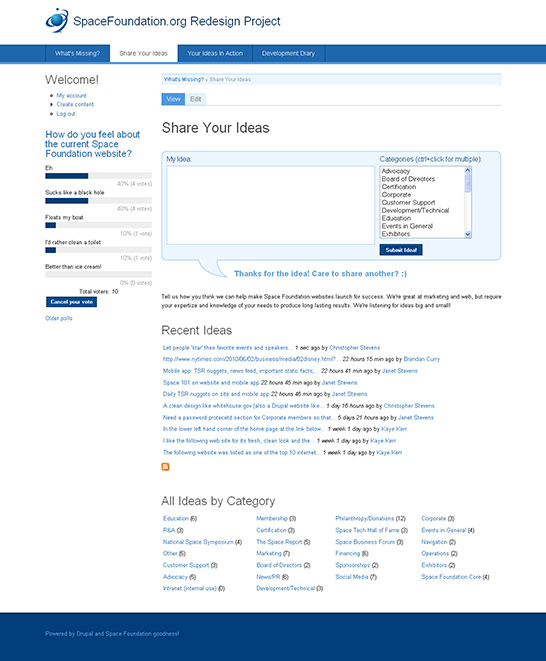 SpaceFoundation.org Redesign Project
What's Missing? Share Your Ideas Your Ideas In Action Development Diary
Welcome!
My account
Create content
Log out
How do you feel about
the current Space
Foundation website?
Eh
40% (4 votes)
Sucks like a black hole
40% (4 votes)
Floats my boat
10% (1 vote)
I'd rather clean a toilet
10% (1 vote)
Better than ice cream!
0% (0 votes)
Total voters: 10
Cancel your vote
Older polls
What's Missing? » Share Your Ideas
View Edit
Share Your Ideas
My Idea:
Categories (ctrl+click for multiple):
Advocacy
Board of Directors
Certification
Corporate
Customer Support
Development/Technical
Education
Events in General
Exhibitors
Submit Idea!
Thanks for the idea! Care to share another? ;)
Tell us how you think we can help make Space Foundation websites launch for success. We're great at marketing and web, but require
your expertize and knowledge of your needs to produce long lasting results. We're listening for ideas big and small!
Recent Ideas
Let people 'star' their favorite events and speakers... 1 sec ago by Christopher Stevens
http://www.nytimes.com/2010/06/02/business/media/02disney.html?... 22 hours 15 min ago by Brendan Curry
Mobile app: TSR nuggets, news feed, important static facts;... 22 hours 41 min ago by Janet Stevens
Space 101 on website and mobile app 22 hours 45 min ago by Janet Stevens
Daily TSR nuggets on site and mobile app 22 hours 46 min ago by Janet Stevens
A clean design like whitehouse.gov (also a Drupal website like... 1 day 16 hours ago by Christopher Stevens
Need a password protecetd section for Corporate members so that... 5 days 21 hours ago by Janet Stevens
In the lower left hand corner of the home page at the link below... 1 week 1 day ago by Kaye Kerr
I like the following web site for its fresh, clean look and the... 1 week 1 day ago by Kaye Kerr
The following website was listed as one of the top 10 internet... 1 week 1 day ago by Kaye Kerr
All Ideas by Category
Education (6) Membership (3) Philanthropy/Donations (12) Corporate (3)
R&A (3) Certification (3) Space Tech Hall of Fame (3) Events in General (4)
National Space Symposium (4) The Space Report (5) Space Business Forum (3) Navigation (2)
Other (5) Marketing (7) Financing (6) Operations (2)
Customer Support (3) Board of Directors (2) Sponsorships (2) Exhibitors (2)
Advocacy (5) News/PR (6) Social Media (7) Space Foundation Core (4)
Intranet (internal use) (0) Development/Technical (3)
Powered by Drupal and Space Foundation goodness!